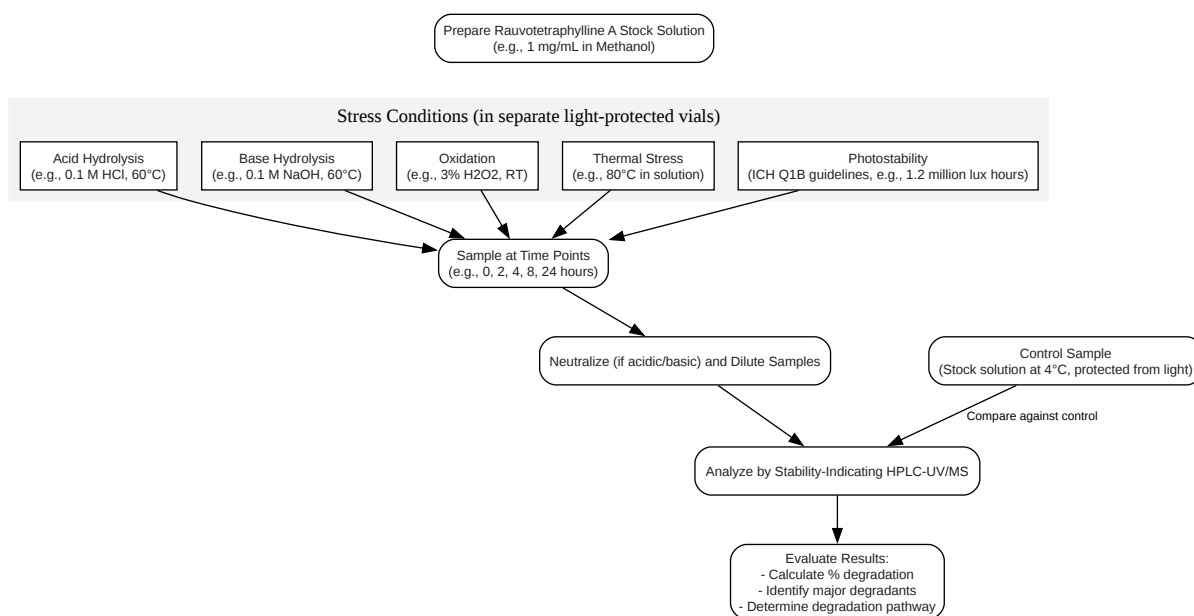 Prepare Rauvotetraphylline A Stock Solution
(e.g., 1 mg/mL in Methanol)
Stress Conditions (in separate light-protected vials)
Acid Hydrolysis
(e.g., 0.1 M HCl, 60°C)
Base Hydrolysis
(e.g., 0.1 M NaOH, 60°C)
Oxidation
(e.g., 3% H2O2, RT)
Thermal Stress
(e.g., 80°C in solution)
Photostability
(ICH Q1B guidelines, e.g., 1.2 million lux hours)
Sample at Time Points
(e.g., 0, 2, 4, 8, 24 hours)
Neutralize (if acidic/basic) and Dilute Samples
Control Sample
(Stock solution at 4°C, protected from light)
Compare against control
Analyze by Stability-Indicating HPLC-UV/MS
Evaluate Results:
- Calculate % degradation
- Identify major degradants
- Determine degradation pathway